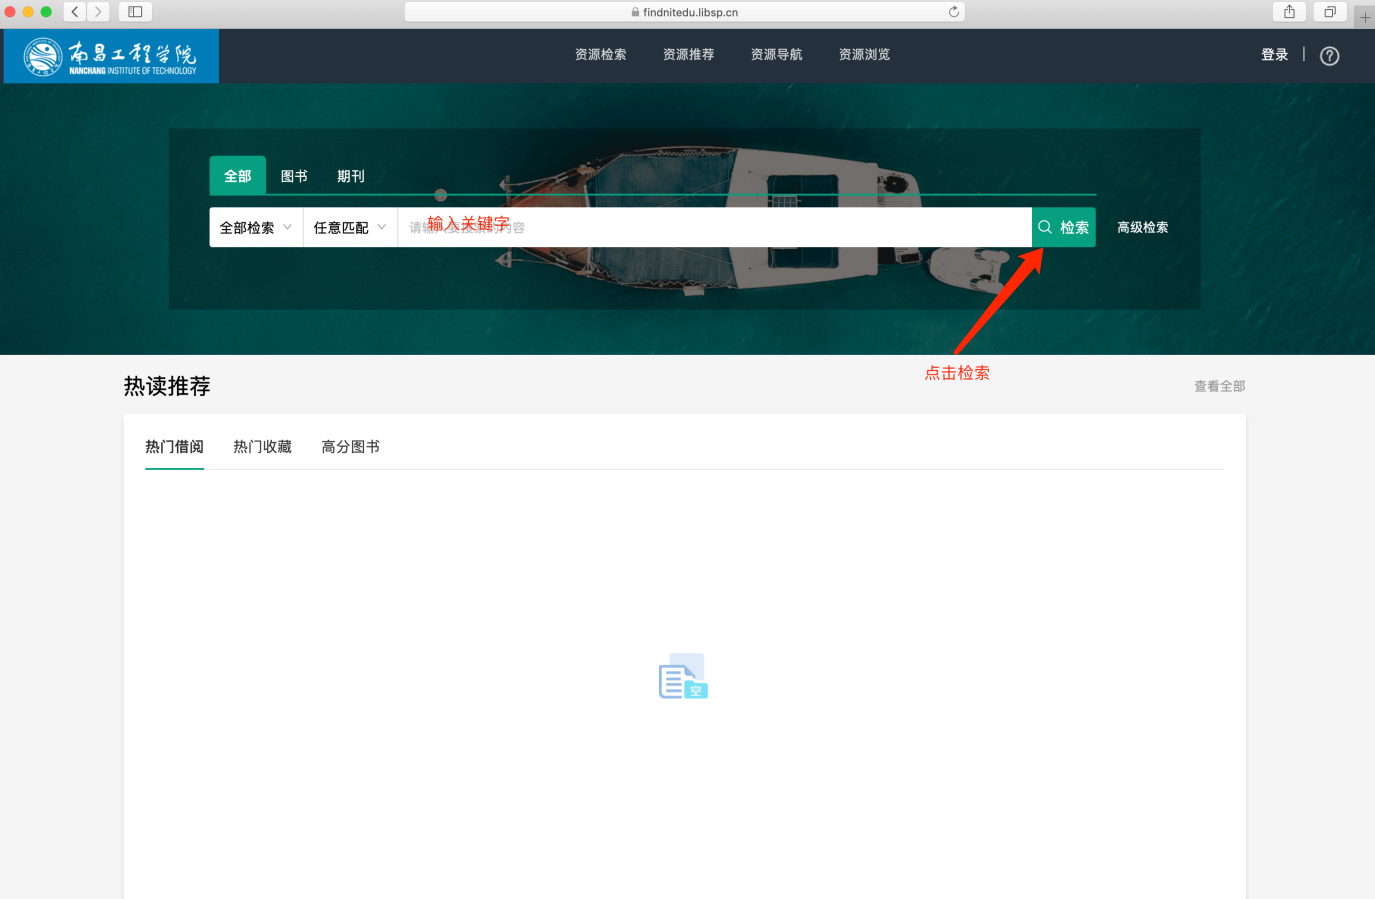 findnitedu.libsp.cn
南昌工程学院
NANCHANG INSTITUTE OF TECHNOLOGY
资源检索 资源推荐 资源导航 资源浏览
登录
全部 图书 期刊
全部检索 任意匹配 输入关键字 检索 高级检索
点击检索
热读推荐 查看全部
热门借阅 热门收藏 高分图书
空